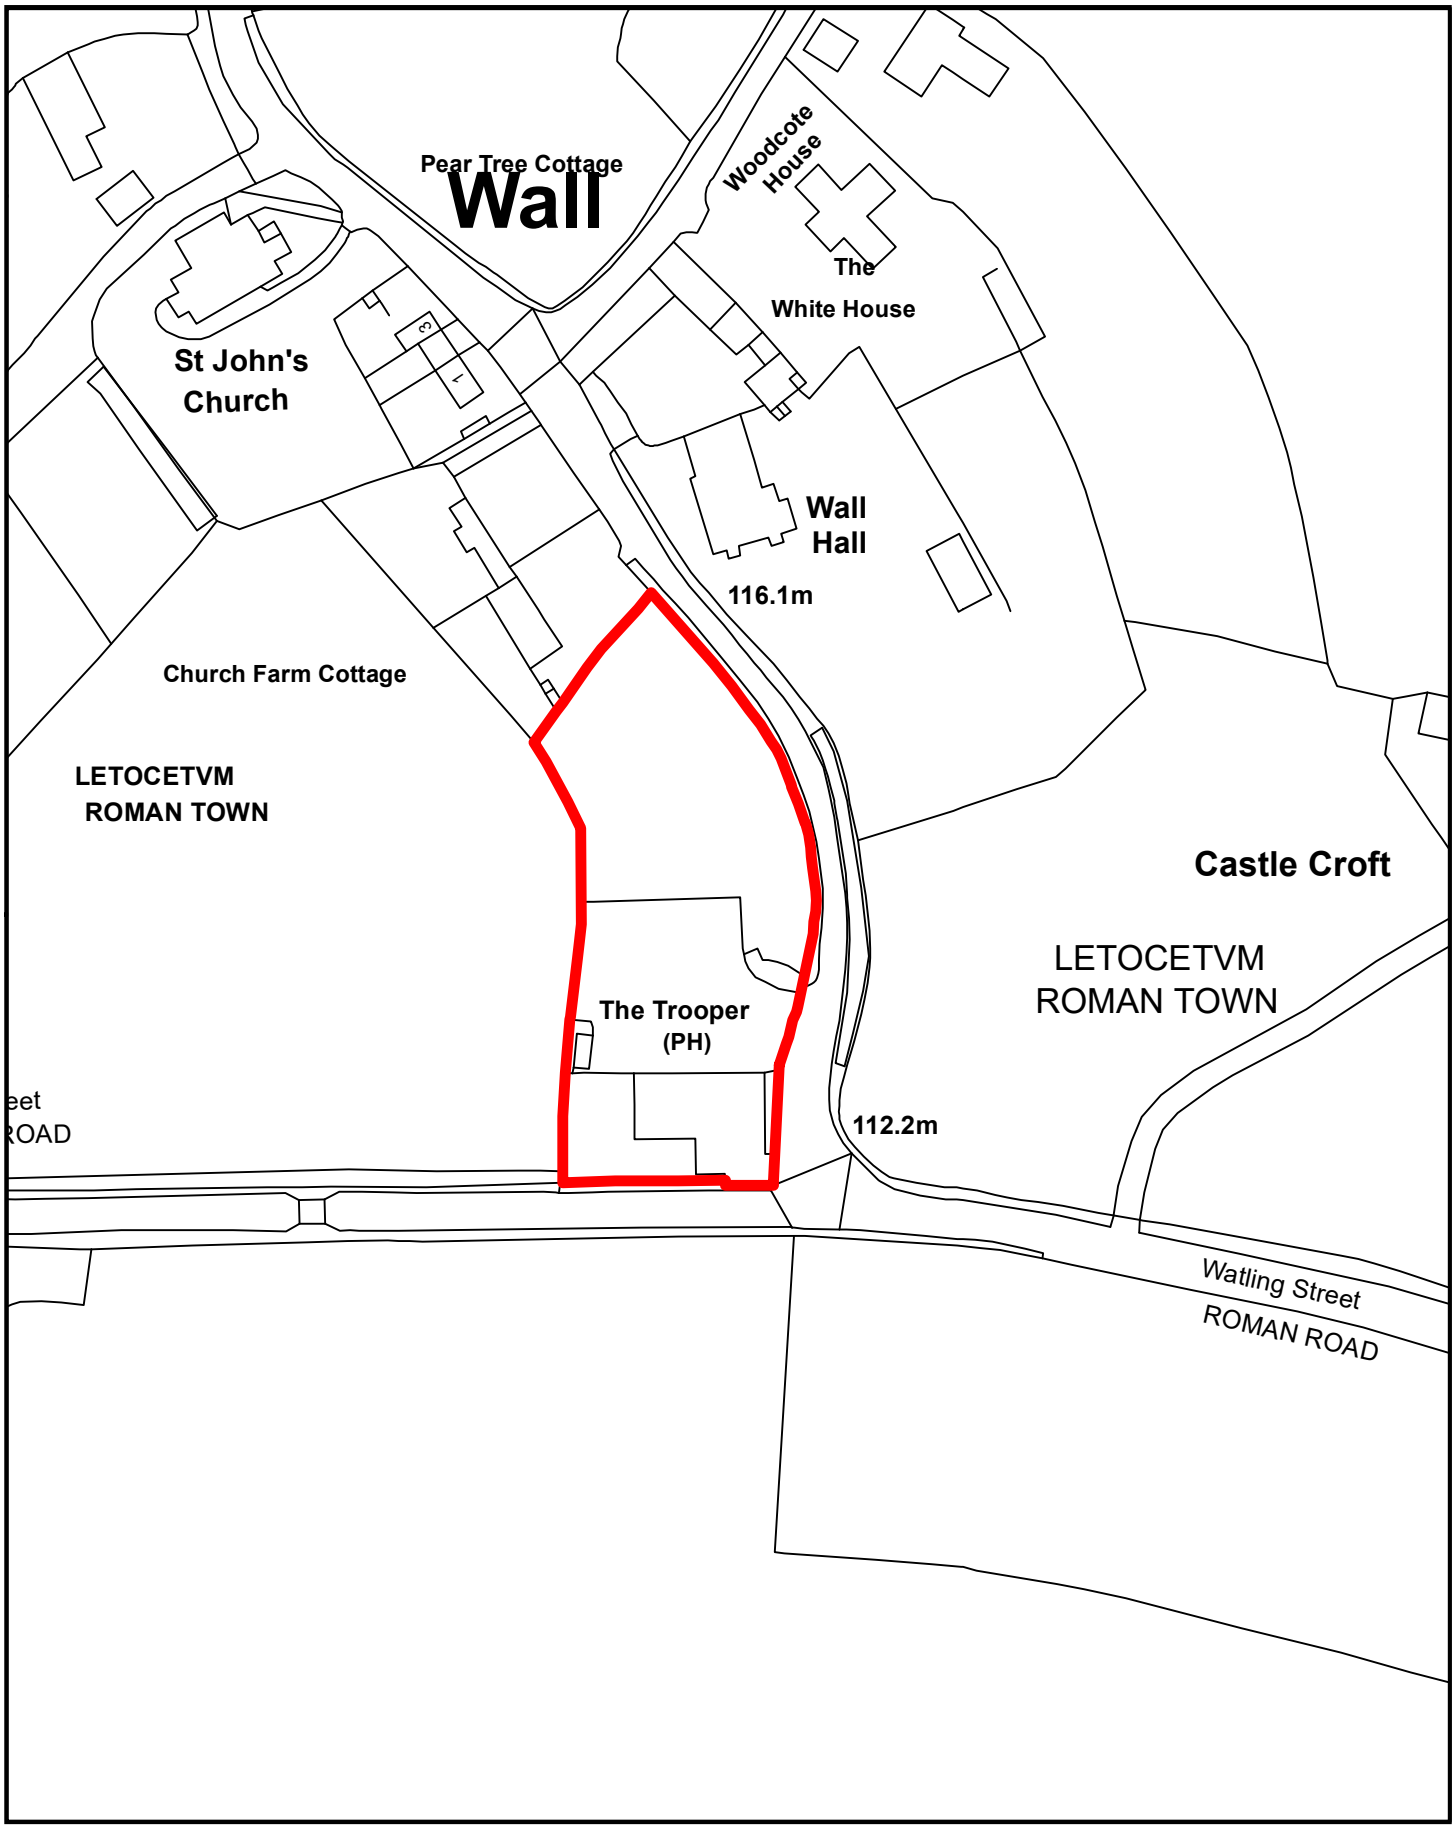 Pear Tree Cottage
Wall
Woodcote
House
The
White House
St John's
Church
3
1
Wall
Hall
116.1m
Church Farm Cottage
LETOCETVM
ROMAN TOWN
Castle Croft
LETOCETVM
ROMAN TOWN
The Trooper
(PH)
eet
ROAD
112.2m
Watling Street
ROMAN ROAD